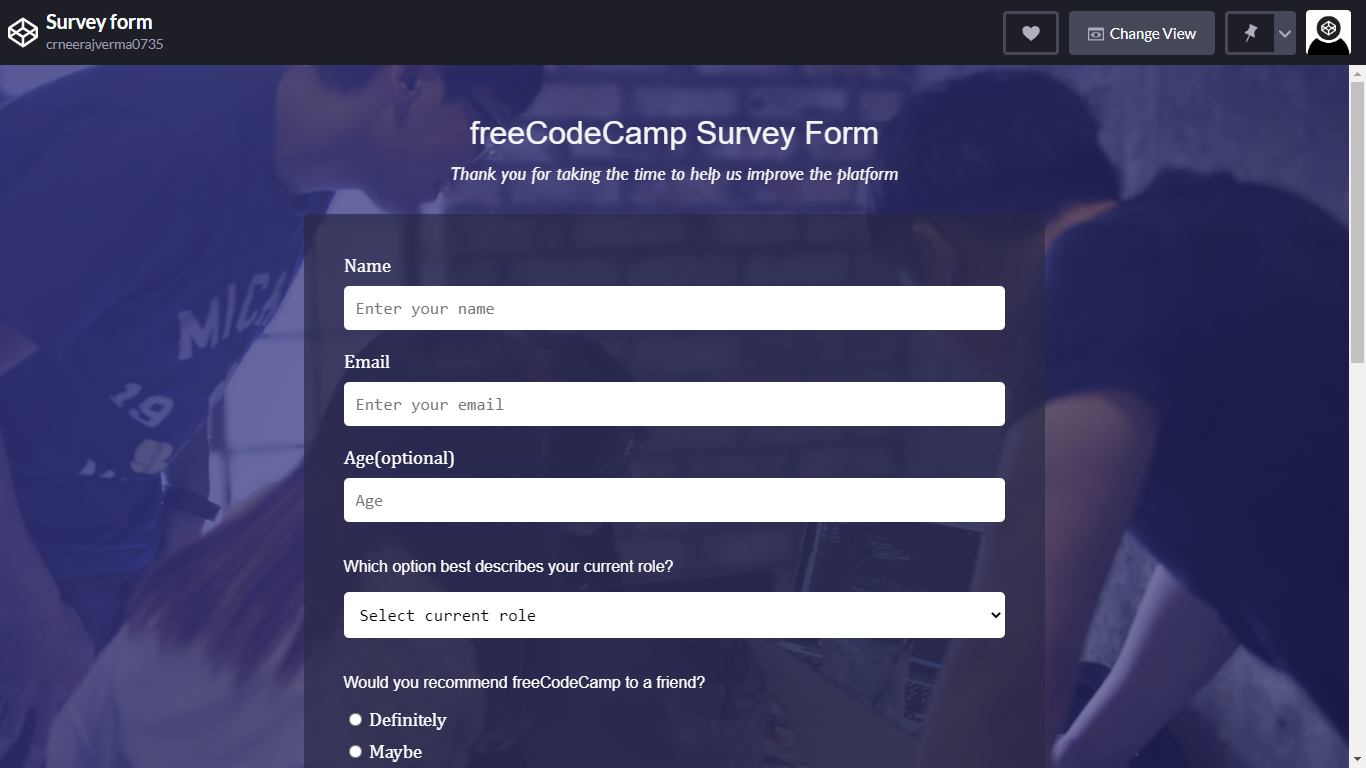 Survey form
crneerajverma0735
Change View
freeCodeCamp Survey Form
Thank you for taking the time to help us improve the platform
MICA
19
Name
Enter your name
Email
Enter your email
Age(optional)
Age
Which option best describes your current role?
Select current role
Would you recommend freeCodeCamp to a friend?
Definitely
Maybe